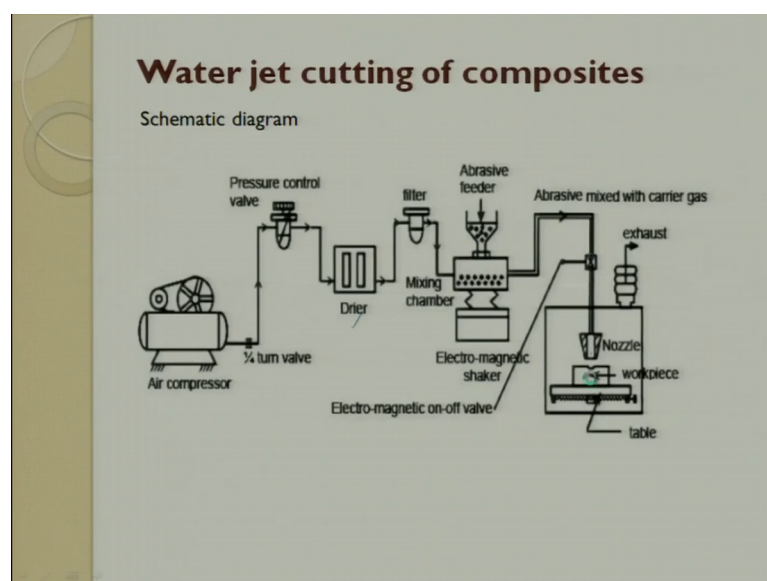 Water jet cutting of composites
Schematic diagram
Pressure control
valve
filter
Abrasive
feeder
Abrasive mixed with carrier gas
exhaust
Drier
Mixing
chamber
¼ turn valve
Air compressor
Electro-magnetic
shaker
Nozzle
workpiece
Electro-magnetic on-off valve
table